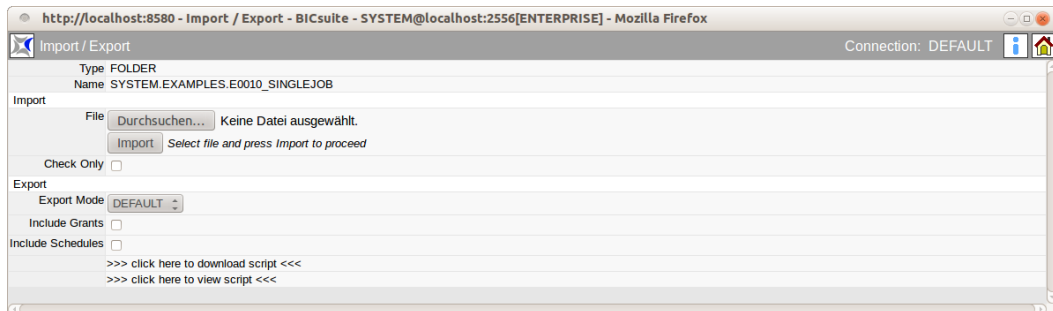 http://localhost:8580 - Import / Export - BICsuite - SYSTEM@localhost:2556[ENTERPRISE] - Mozilla Firefox
Import / Export Connection: DEFAULT
Type FOLDER
Name SYSTEM.EXAMPLES.E0010_SINGLEJOB
Import
File Durchsuchen... Keine Datei ausgewählt.
Import Select file and press Import to proceed
Check Only
Export
Export Mode DEFAULT
Include Grants
Include Schedules
>>> click here to download script <<<
>>> click here to view script <<<